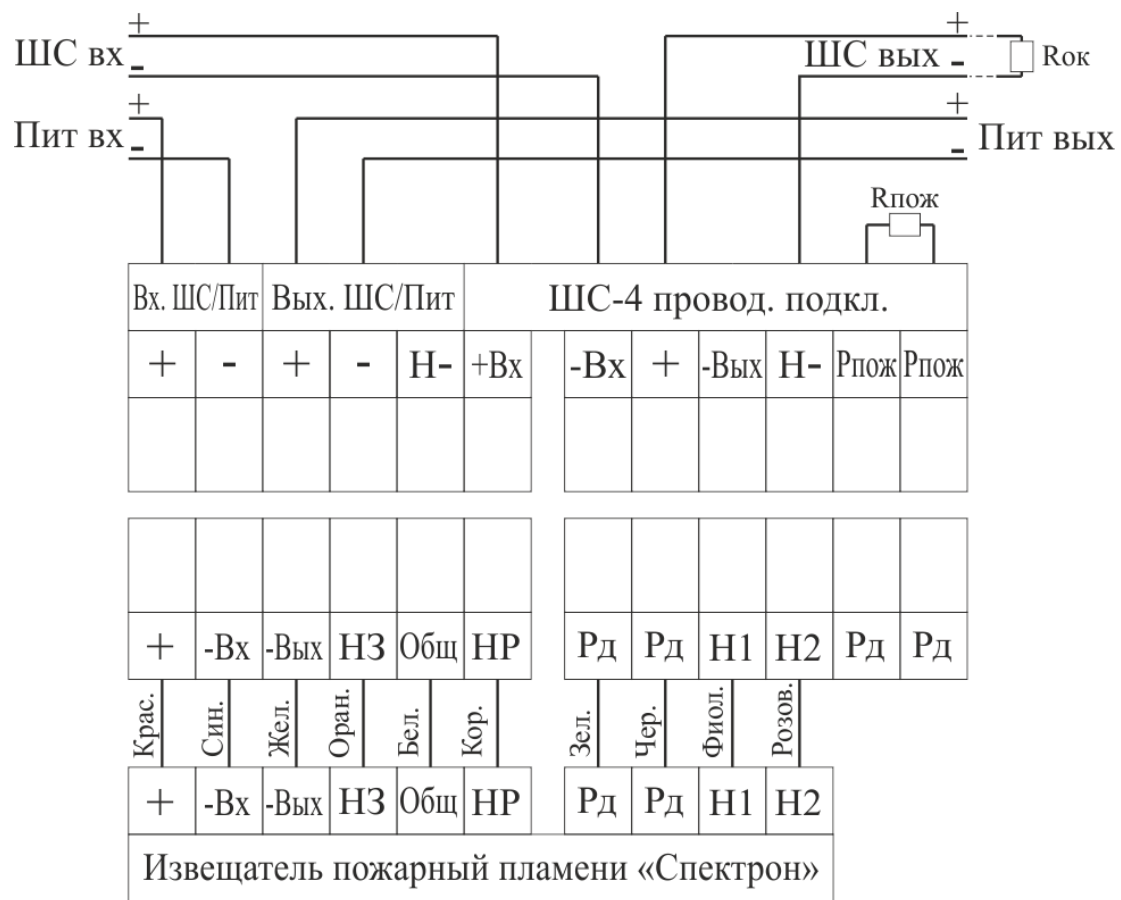 + +
ШС вх - ШС вых - Rок
+ +
Пит вх - - Пит вых
Rпож
Вх. ШС/Пит Вых. ШС/Пит ШС-4 провод. подкл.
+ - + - Н- +Вх -Вх + -Вых Н- Рпож Рпож
+ -Вх -Вых НЗ Общ НР Рд Рд Н1 Н2 Рд Рд
Крас. Син. Жел. Оран. Бел. Кор. Зел. Чер. Фиол. Розов.
+ -Вх -Вых НЗ Общ НР Рд Рд Н1 Н2
Извещатель пожарный пламени «Спектрон»